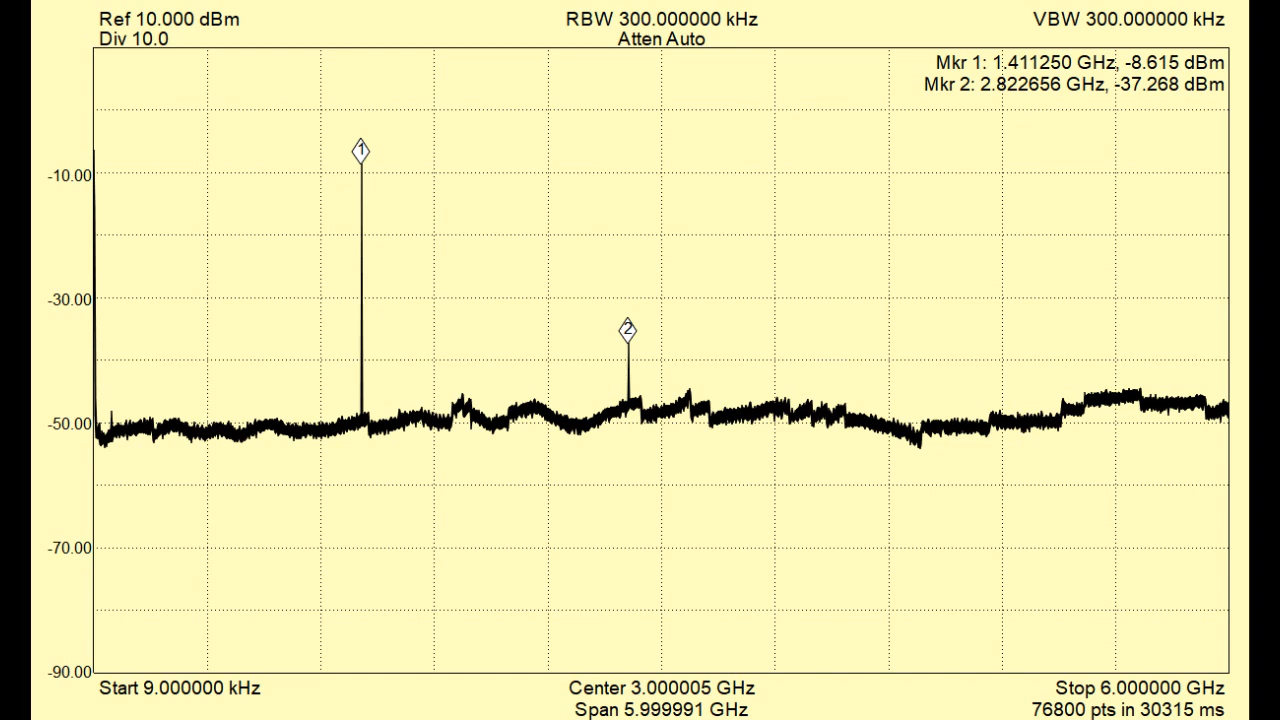 Ref 10.000 dBm RBW 300.000000 kHz VBW 300.000000 kHz
Div 10.0 Atten Auto
Mkr 1: 1.411250 GHz, -8.615 dBm
Mkr 2: 2.822656 GHz, -37.268 dBm
1
-10.00
-30.00
2
-50.00
-70.00
-90.00
Start 9.000000 kHz Center 3.000005 GHz Stop 6.000000 GHz
Span 5.999991 GHz 76800 pts in 30315 ms